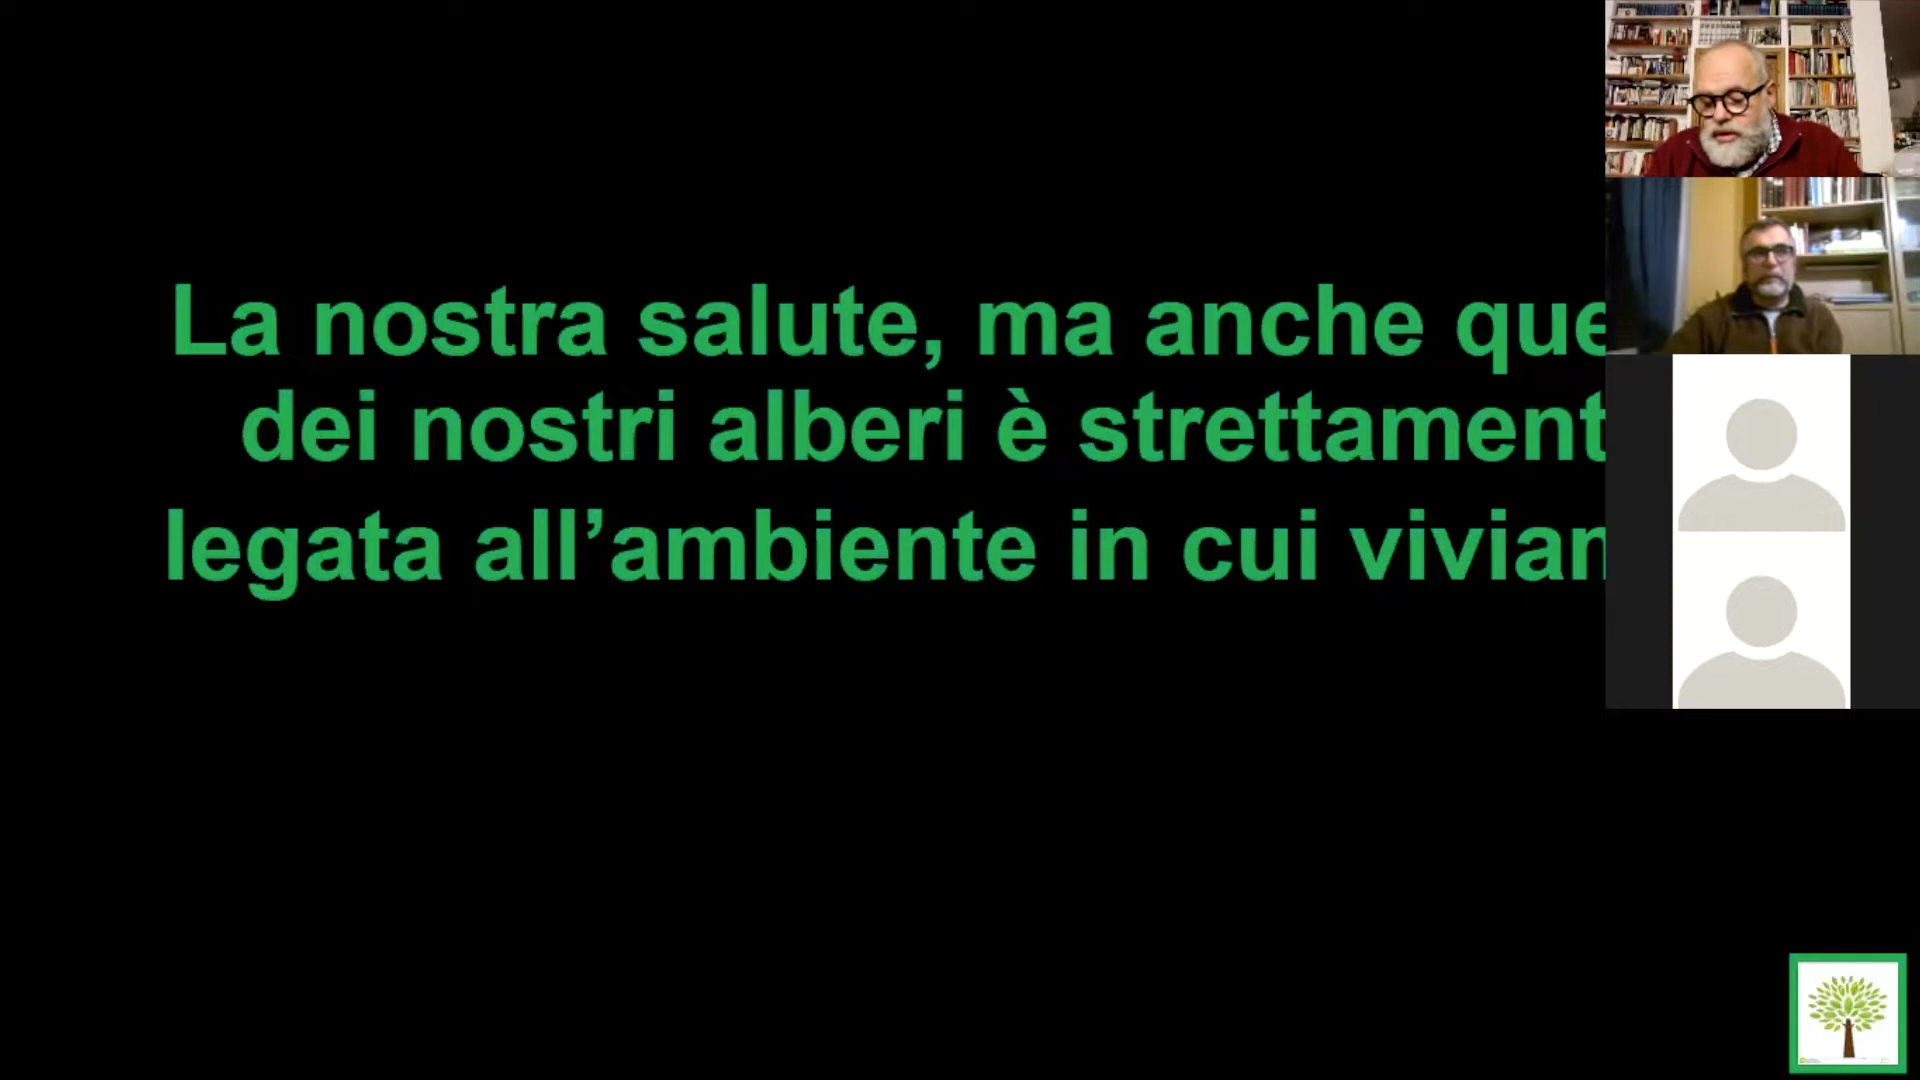 La nostra salute, ma anche que
dei nostri alberi è strettament
legata all’ambiente in cui vivian